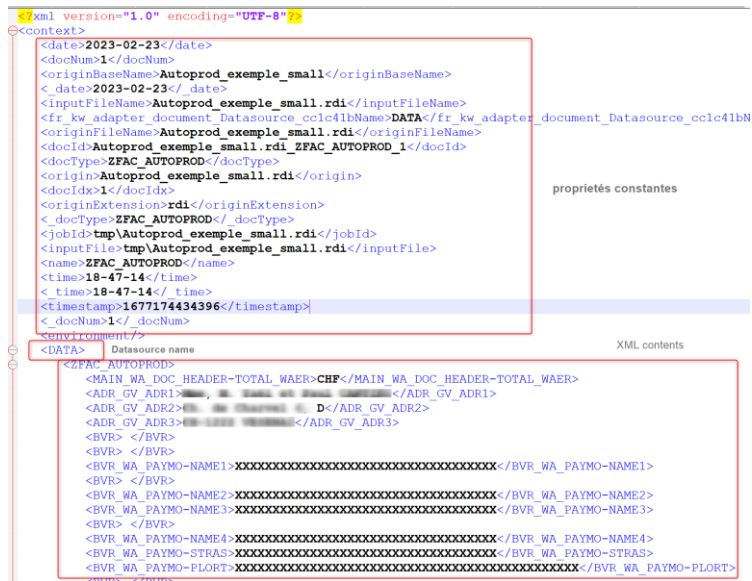 <?xml version="1.0" encoding="UTF-8"?>
<context>
<date>2023-02-23</date>
<docNum>1</docNum>
<originBaseName>Autoprod_exemple_small</originBaseName>
<_date>2023-02-23</_date>
<inputFileName>Autoprod_exemple_small.rdi</inputFileName>
<fr_kw_adapter_document_Datasource_cc1c41bName>DATA</fr_kw_adapter_document_Datasource_cc1c41bN
<originFileName>Autoprod_exemple_small.rdi</originFileName>
<docId>Autoprod_exemple_small.rdi_ZFAC_AUTOPROD_1</docId>
<docType>ZFAC_AUTOPROD</docType>
<origin>Autoprod_exemple_small.rdi</origin>
<docIdx>1</docIdx>
proprietés constantes
<originExtension>rdi</originExtension>
<_docType>ZFAC_AUTOPROD</_docType>
<jobId>tmp\Autoprod_exemple_small.rdi</jobId>
<inputFile>tmp\Autoprod_exemple_small.rdi</inputFile>
<name>ZFAC_AUTOPROD</name>
<time>18-47-14</time>
<_time>18-47-14</_time>
<timestamp>1677174434396</timestamp>
<_docNum>1</_docNum>
<environment/>
<DATA> Datasource name XML contents
<ZFAC_AUTOPROD>
<MAIN_WA_DOC_HEADER-TOTAL_WAER>CHF</MAIN_WA_DOC_HEADER-TOTAL_WAER>
<ADR_GV_ADR1></ADR_GV_ADR1>
<ADR_GV_ADR2> D</ADR_GV_ADR2>
<ADR_GV_ADR3></ADR_GV_ADR3>
<BVR> </BVR>
<BVR> </BVR>
<BVR_WA_PAYMO-NAME1>XXXXXXXXXXXXXXXXXXXXXXXXXXXXXXXXXXX</BVR_WA_PAYMO-NAME1>
<BVR> </BVR>
<BVR_WA_PAYMO-NAME2>XXXXXXXXXXXXXXXXXXXXXXXXXXXXXXXXXXX</BVR_WA_PAYMO-NAME2>
<BVR_WA_PAYMO-NAME3>XXXXXXXXXXXXXXXXXXXXXXXXXXXXXXXXXXX</BVR_WA_PAYMO-NAME3>
<BVR> </BVR>
<BVR_WA_PAYMO-NAME4>XXXXXXXXXXXXXXXXXXXXXXXXXXXXXXXXXXX</BVR_WA_PAYMO-NAME4>
<BVR_WA_PAYMO-STRAS>XXXXXXXXXXXXXXXXXXXXXXXXXXXXXXXXXXX</BVR_WA_PAYMO-STRAS>
<BVR_WA_PAYMO-PLORT>XXXXXXXXXXXXXXXXXXXXXXXXXXXXXXXXXXXXXXXXXXXXXX</BVR_WA_PAYMO-PLORT>
<BVR> </BVR>